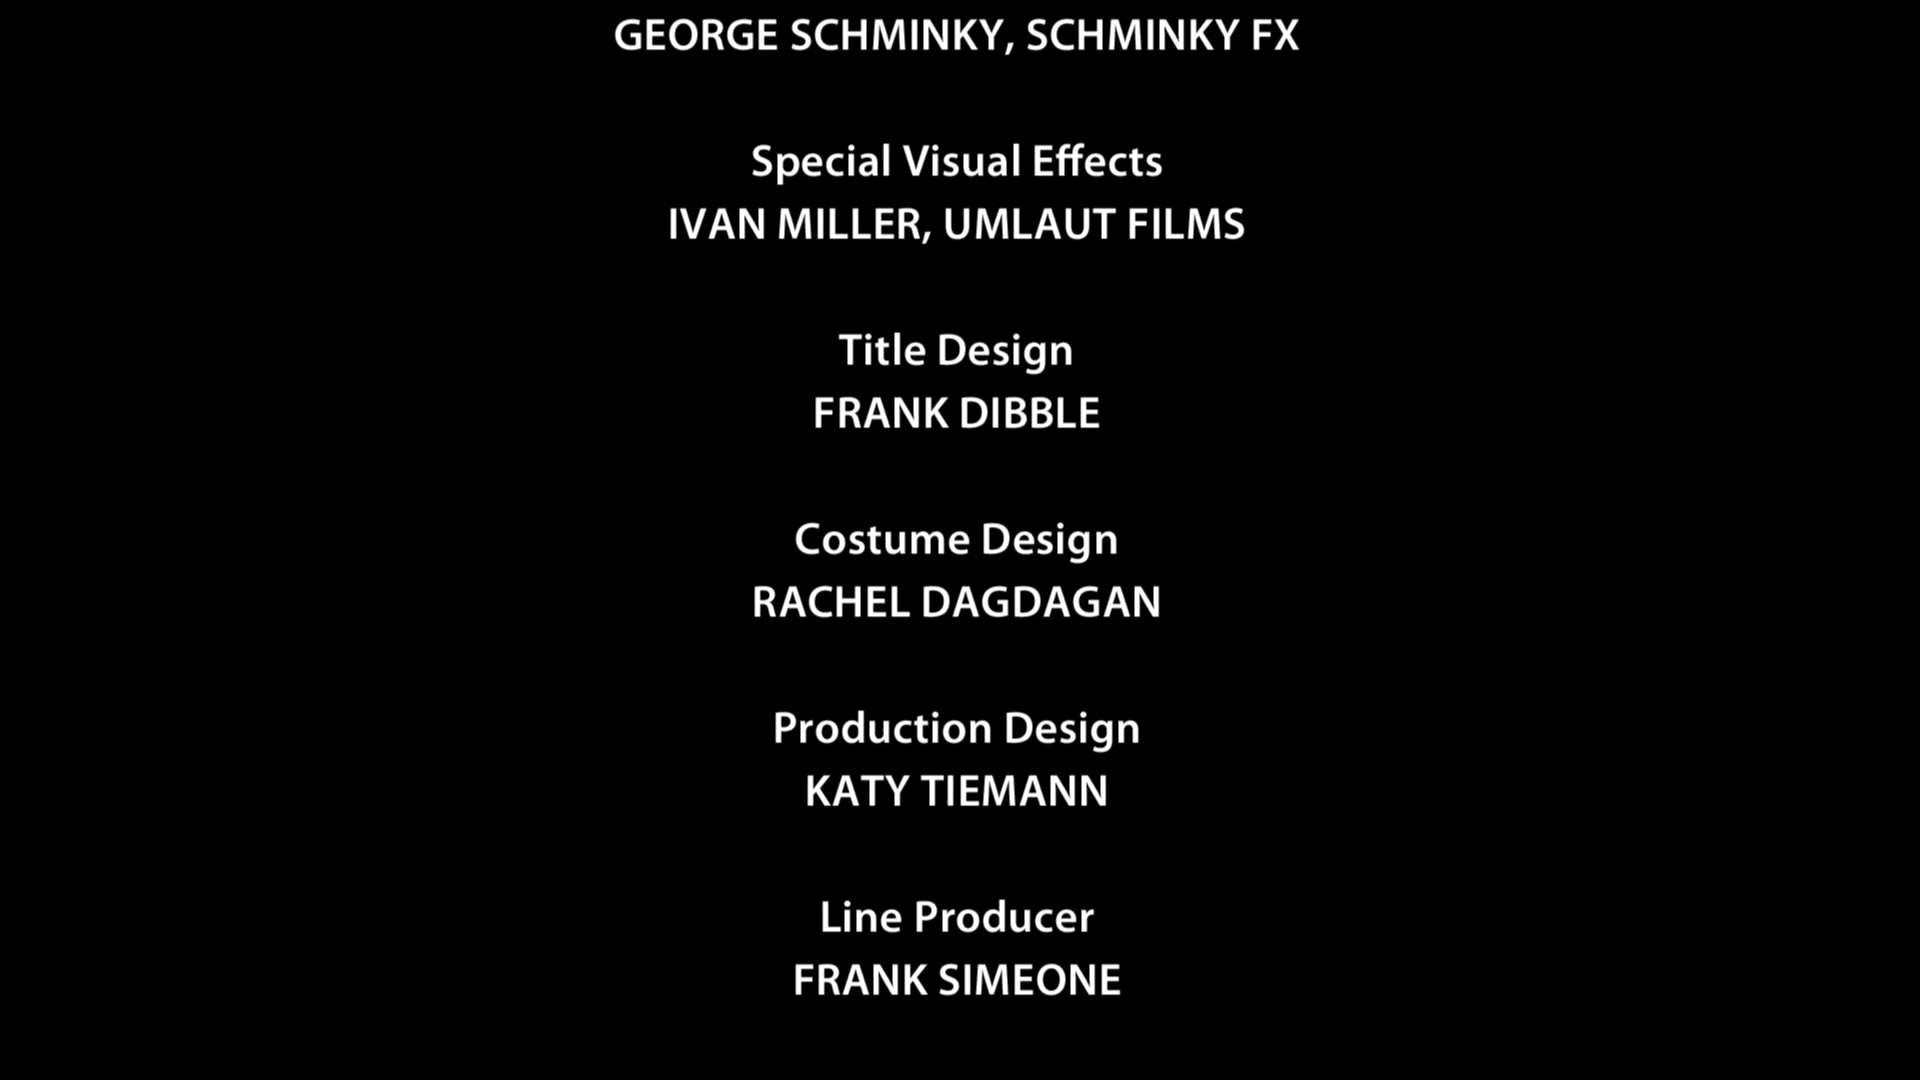 GEORGE SCHMINKY, SCHMINKY FX
Special Visual Effects
IVAN MILLER, UMLAUT FILMS
Title Design
FRANK DIBBLE
Costume Design
RACHEL DAGDAGAN
Production Design
KATY TIEMANN
Line Producer
FRANK SIMEONE